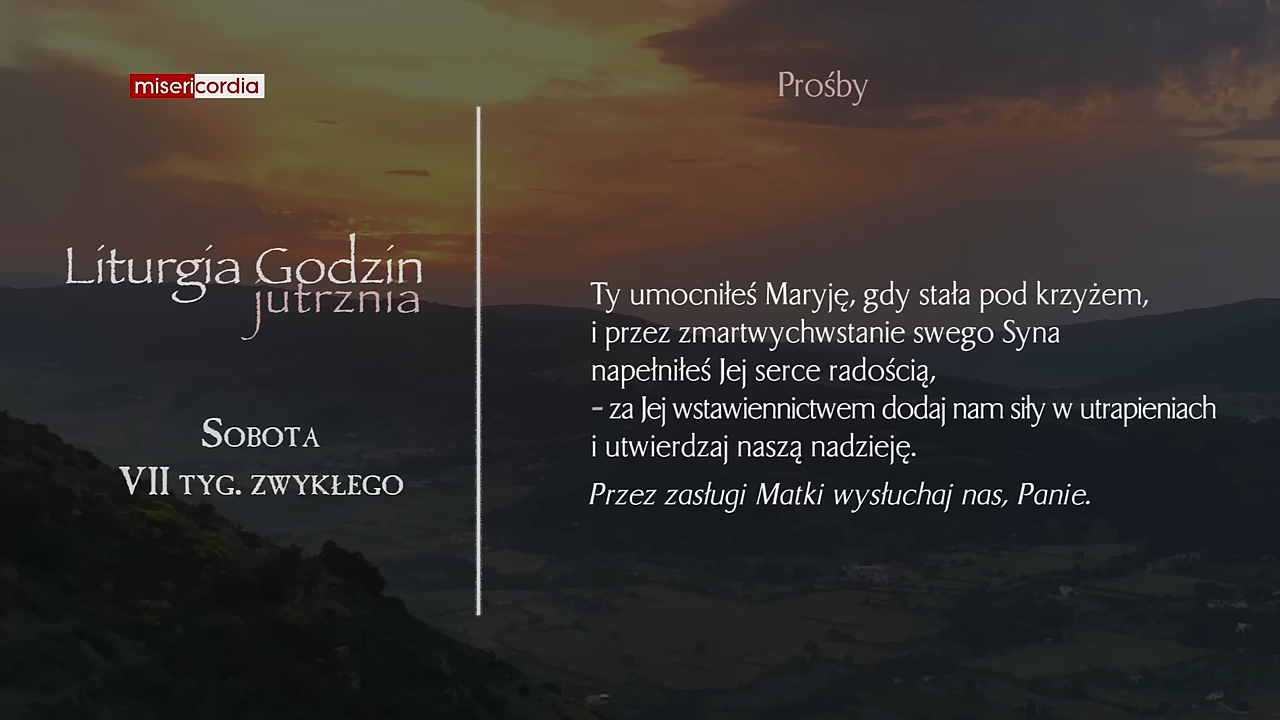 misericordia
Liturgia Godzin
jutrznia
Sobota
VII tyg. zwykłego
Prośby
Ty umocniłeś Maryję, gdy stała pod krzyżem,
i przez zmartwychwstanie swego Syna
napełniłeś Jej serce radością,
- za Jej wstawiennictwem dodaj nam siły w utrapieniach
i utwierdzaj naszą nadzieję.
Przez zasługi Matki wysłuchaj nas, Panie.